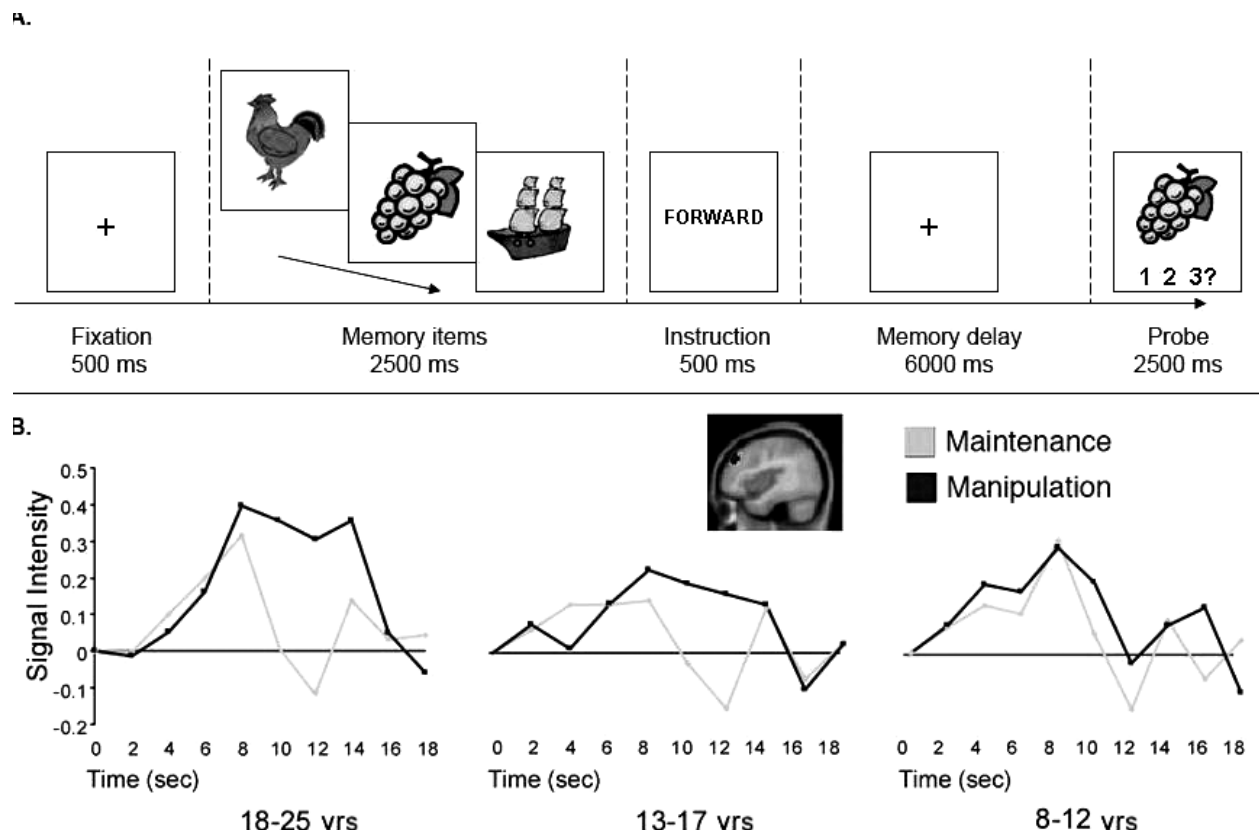 A.
+
FORWARD
+
1 2 3?
Fixation
500 ms
Memory items
2500 ms
Instruction
500 ms
Memory delay
6000 ms
Probe
2500 ms
B.
Maintenance
Manipulation
Signal Intensity
0.5
0.4
0.3
0.2
0.1
0
-0.1
-0.2
0 2 4 6 8 10 12 14 16 18
Time (sec)
18-25 yrs
0 2 4 6 8 10 12 14 16 18
Time (sec)
13-17 yrs
0 2 4 6 8 10 12 14 16 18
Time (sec)
8-12 yrs